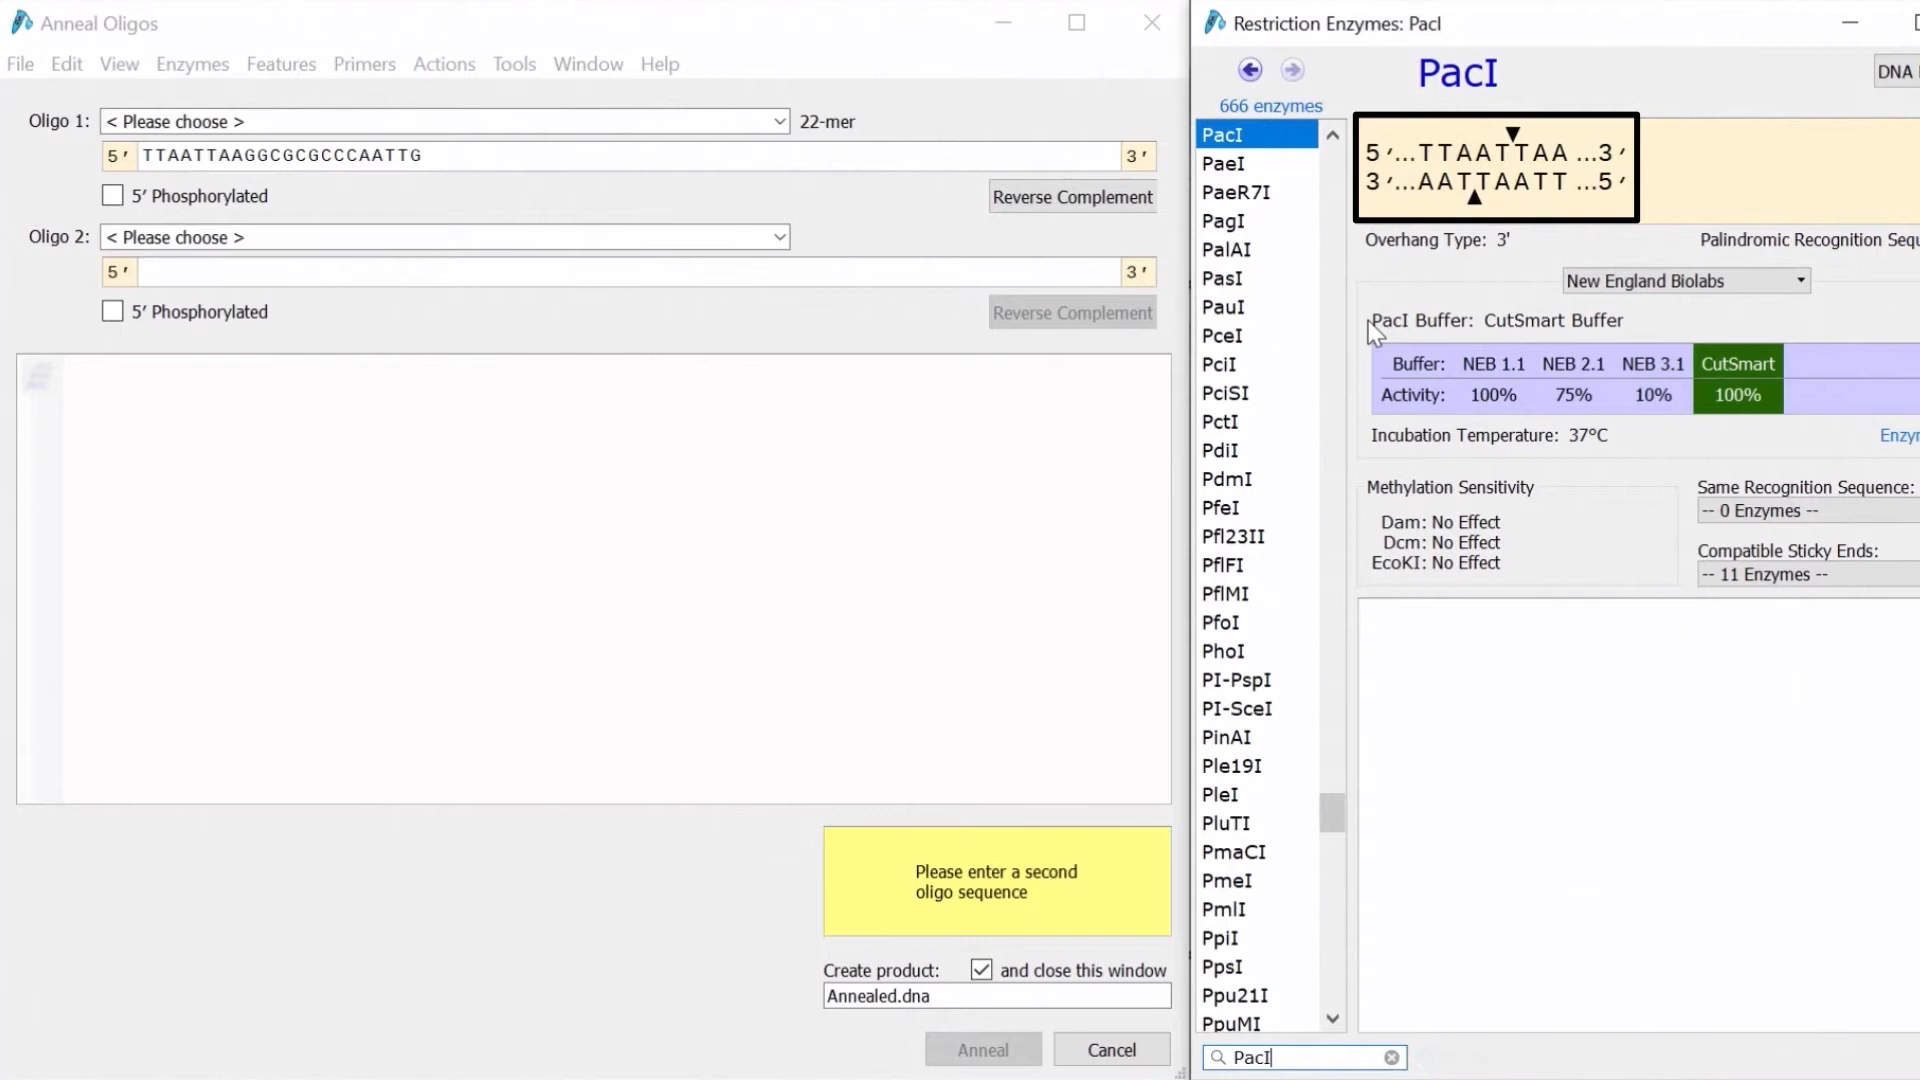 Anneal Oligos
File Edit View Enzymes Features Primers Actions Tools Window Help
Oligo 1: < Please choose > 22-mer
5′ TTAATTAAGGCGCGCCCAATTG 3′
5′ Phosphorylated
Reverse Complement
Oligo 2: < Please choose >
5′ 3′
5′ Phosphorylated
Reverse Complement
Please enter a second
oligo sequence
Create product: and close this window
Annealed.dna
Anneal Cancel
Restriction Enzymes: PacI
PacI
DNA
666 enzymes
PacI
PaeI
PaeR7I
PagI
PalAI
PasI
PauI
PceI
PciI
PciSI
PctI
PdiI
PdmI
PfeI
Pfl23II
PflFI
PflMI
PfoI
PhoI
PI-PspI
PI-SceI
PinAI
Ple19I
PleI
PluTI
PmaCI
PmeI
PmlI
PpiI
PpsI
Ppu21I
PpuMI
PacI
5′...TTAATTAA...3′
3′...AATTAATT...5′
Overhang Type: 3' Palindromic Recognition Sequ
New England Biolabs
PacI Buffer: CutSmart Buffer
Buffer: NEB 1.1 NEB 2.1 NEB 3.1 CutSmart
Activity: 100% 75% 10% 100%
Incubation Temperature: 37°C Enzyn
Methylation Sensitivity
Dam: No Effect
Dcm: No Effect
EcoKI: No Effect
Same Recognition Sequence:
-- 0 Enzymes --
Compatible Sticky Ends:
-- 11 Enzymes --